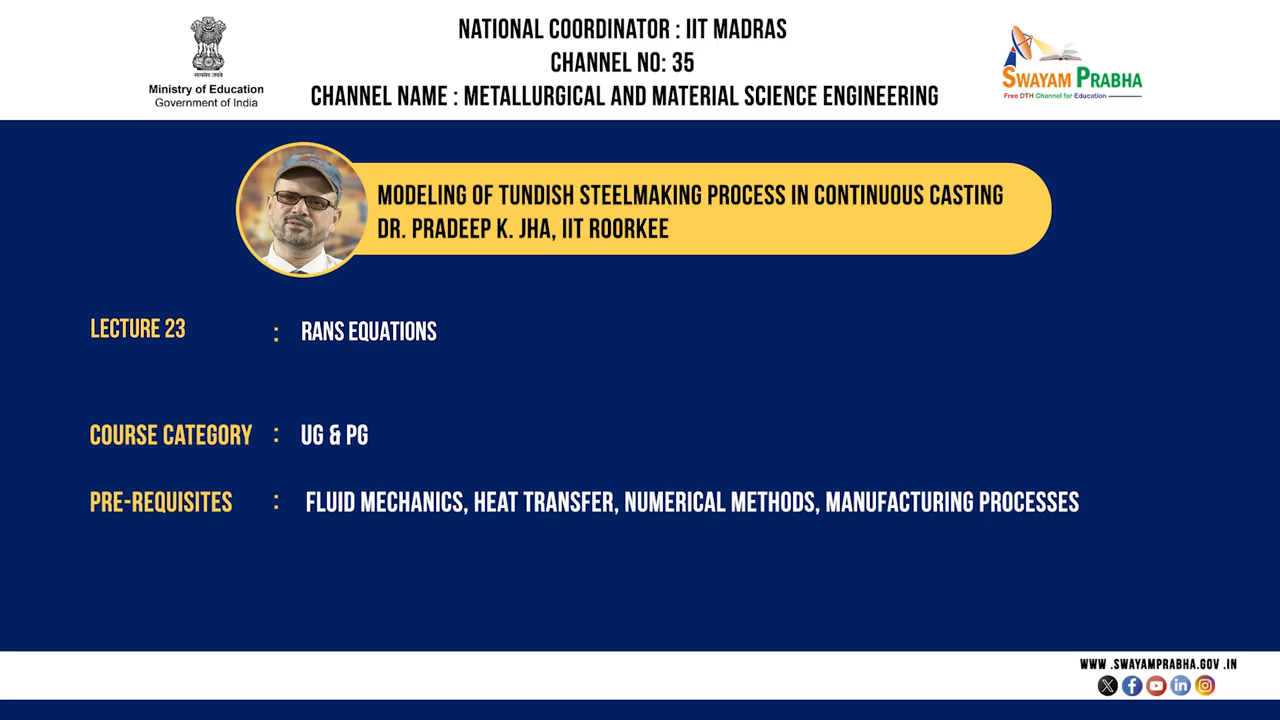 NATIONAL COORDINATOR : IIT MADRAS
CHANNEL NO: 35
CHANNEL NAME : METALLURGICAL AND MATERIAL SCIENCE ENGINEERING
सत्यमेव जयते
Ministry of Education
Government of India
SWAYAM PRABHA
Free DTH Channel for Education
MODELING OF TUNDISH STEELMAKING PROCESS IN CONTINUOUS CASTING
DR. PRADEEP K. JHA, IIT ROORKEE
LECTURE 23 : RANS EQUATIONS
COURSE CATEGORY : UG & PG
PRE-REQUISITES : FLUID MECHANICS, HEAT TRANSFER, NUMERICAL METHODS, MANUFACTURING PROCESSES
WWW .SWAYAMPRABHA.GOV .IN